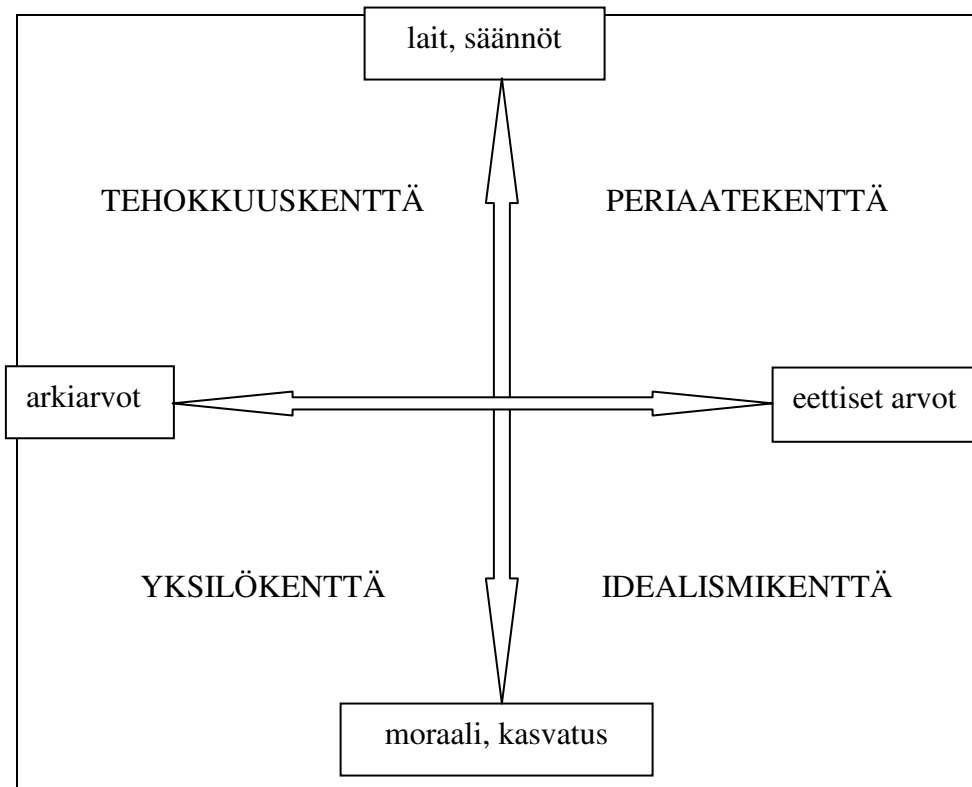 lait, säännöt
TEHOKKUUSKENTTÄ
PERIAATEKENTTÄ
arkiarvot
eettiset arvot
YKSILÖKENTTÄ
IDEALISMIKENTTÄ
moraali, kasvatus